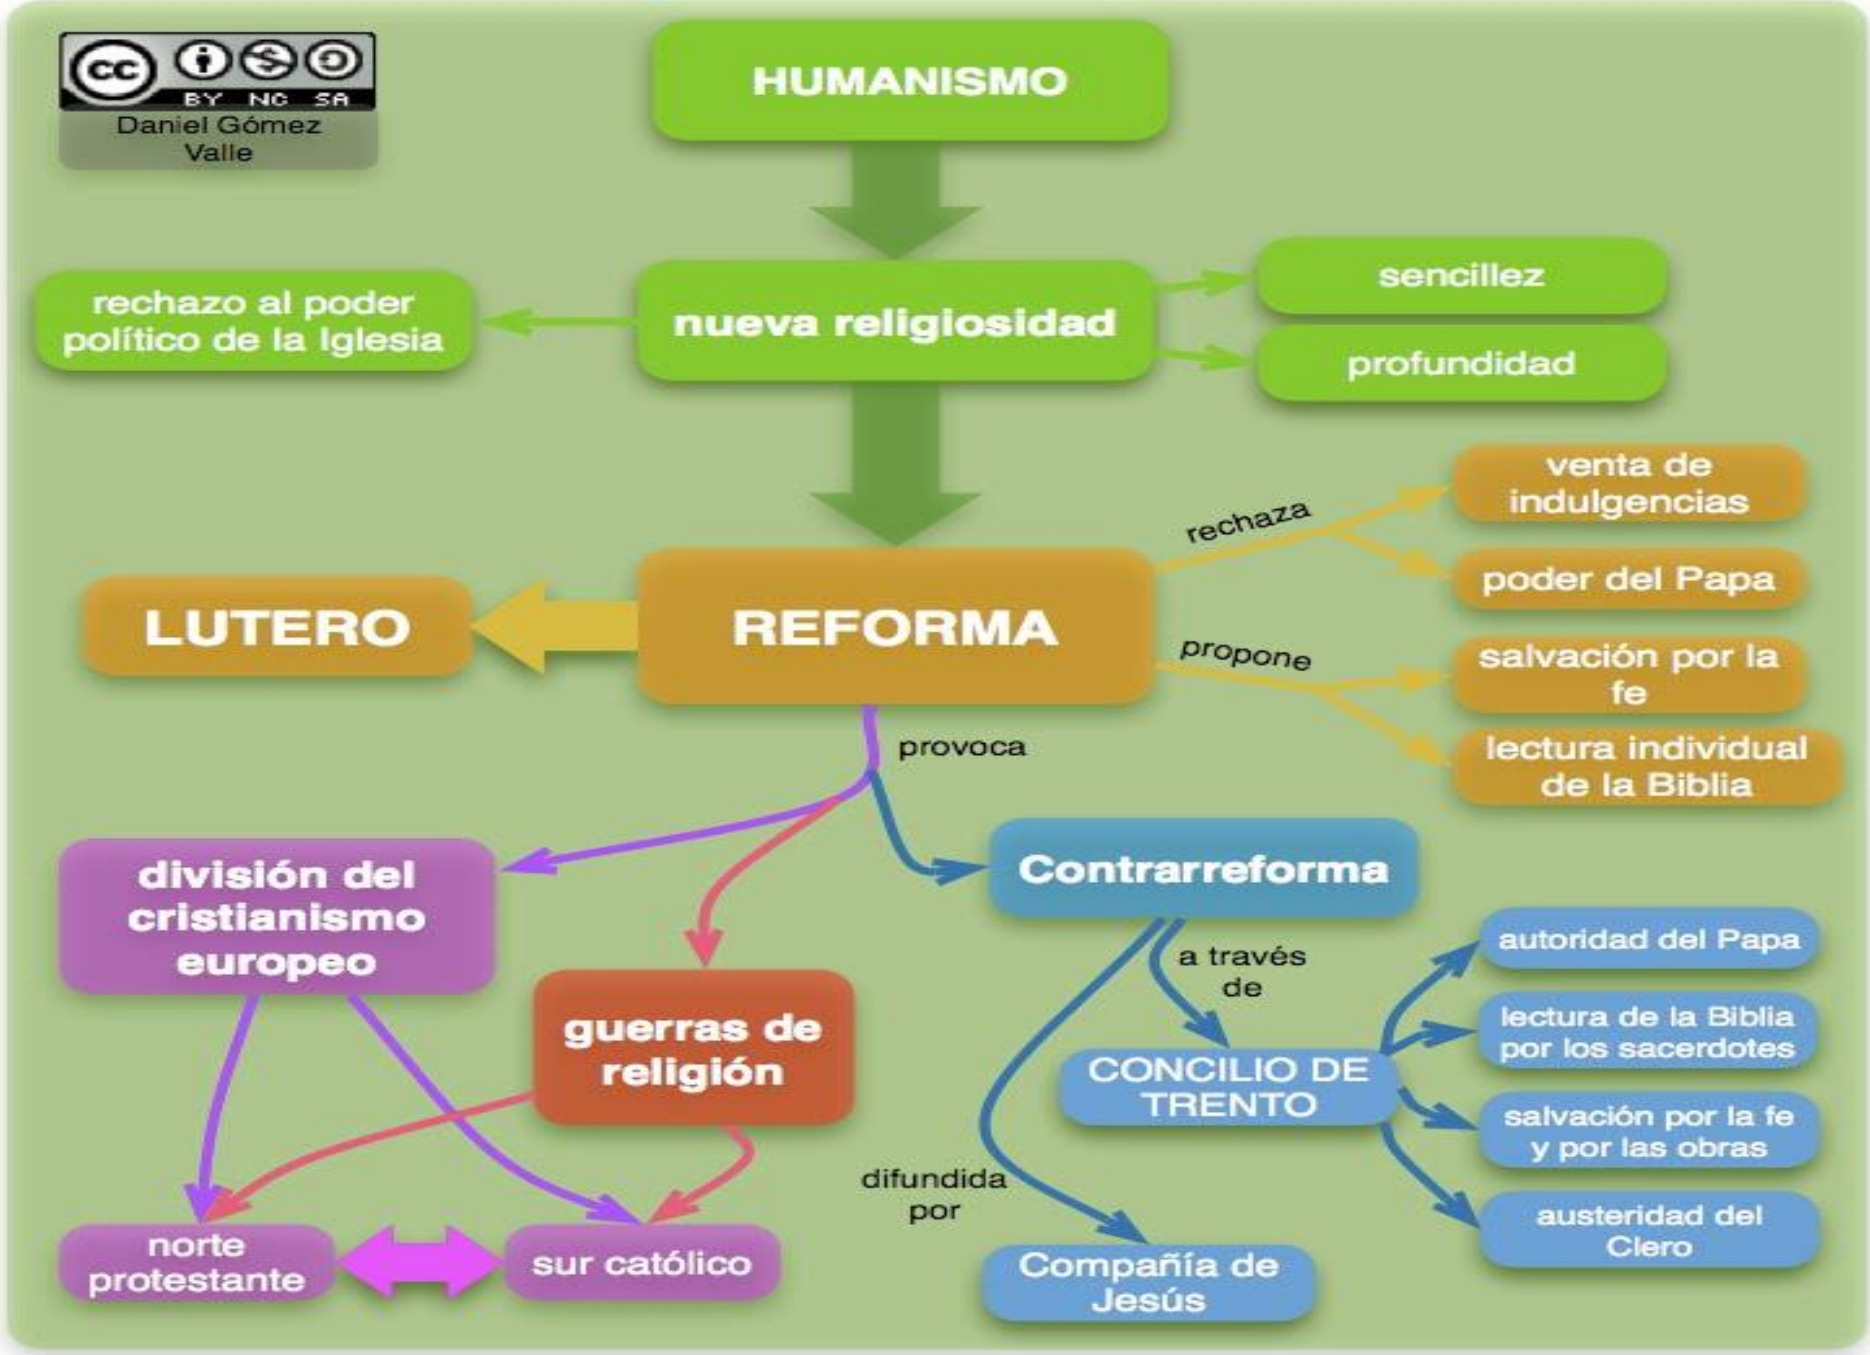 cc
BY NC SA
Daniel Gómez
Valle
HUMANISMO
rechazo al poder
político de la Iglesia
nueva religiosidad
sencillez
profundidad
LUTERO
REFORMA
rechaza
venta de
indulgencias
poder del Papa
propone
salvación por la
fe
lectura individual
de la Biblia
provoca
división del
cristianismo
europeo
guerras de
religión
norte
protestante
sur católico
Contrarreforma
a través
de
CONCILIO DE
TRENTO
autoridad del Papa
lectura de la Biblia
por los sacerdotes
salvación por la fe
y por las obras
austeridad del
Clero
difundida
por
Compañía de
Jesús